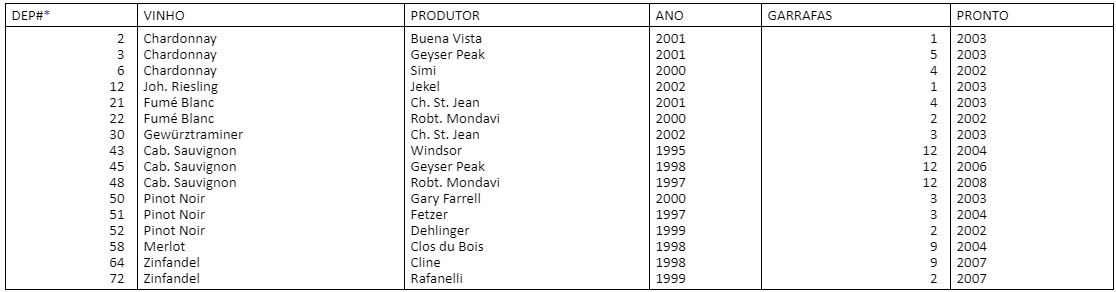 DEP#* VINHO PRODUTOR ANO GARRAFAS PRONTO
2 Chardonnay Buena Vista 2001 1 2003
3 Chardonnay Geyser Peak 2001 5 2003
6 Chardonnay Simi 2000 4 2002
12 Joh. Riesling Jekel 2002 1 2003
21 Fumé Blanc Ch. St. Jean 2001 4 2003
22 Fumé Blanc Robt. Mondavi 2000 2 2002
30 Gewürztraminer Ch. St. Jean 2002 3 2003
43 Cab. Sauvignon Windsor 1995 12 2004
45 Cab. Sauvignon Geyser Peak 1998 12 2006
48 Cab. Sauvignon Robt. Mondavi 1997 12 2008
50 Pinot Noir Gary Farrell 2000 3 2003
51 Pinot Noir Fetzer 1997 3 2004
52 Pinot Noir Dehlinger 1999 2 2002
58 Merlot Clos du Bois 1998 9 2004
64 Zinfandel Cline 1998 9 2007
72 Zinfandel Rafanelli 1999 2 2007